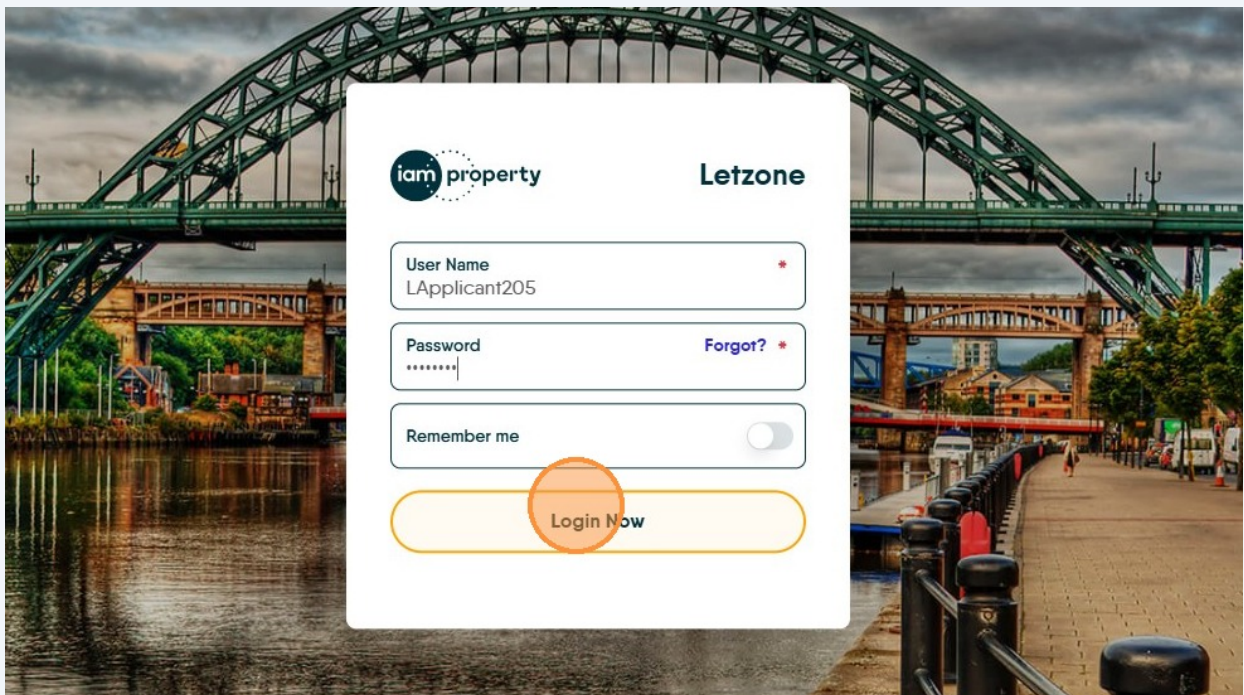 iam property
Letzone
User Name *
LApplicant205
Password
Forgot? *
••••••••
Remember me
Login Now